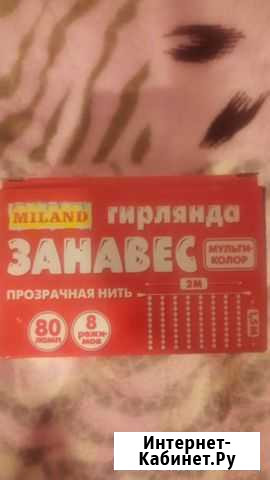 MILAND
гирлянда
ЗАНАВЕС
МУЛЬТИ-
КОЛОР
ПРОЗРАЧНАЯ НИТЬ
2М
80
ламп
8
режи-
мов
Интернет-
Кабинет.Ру